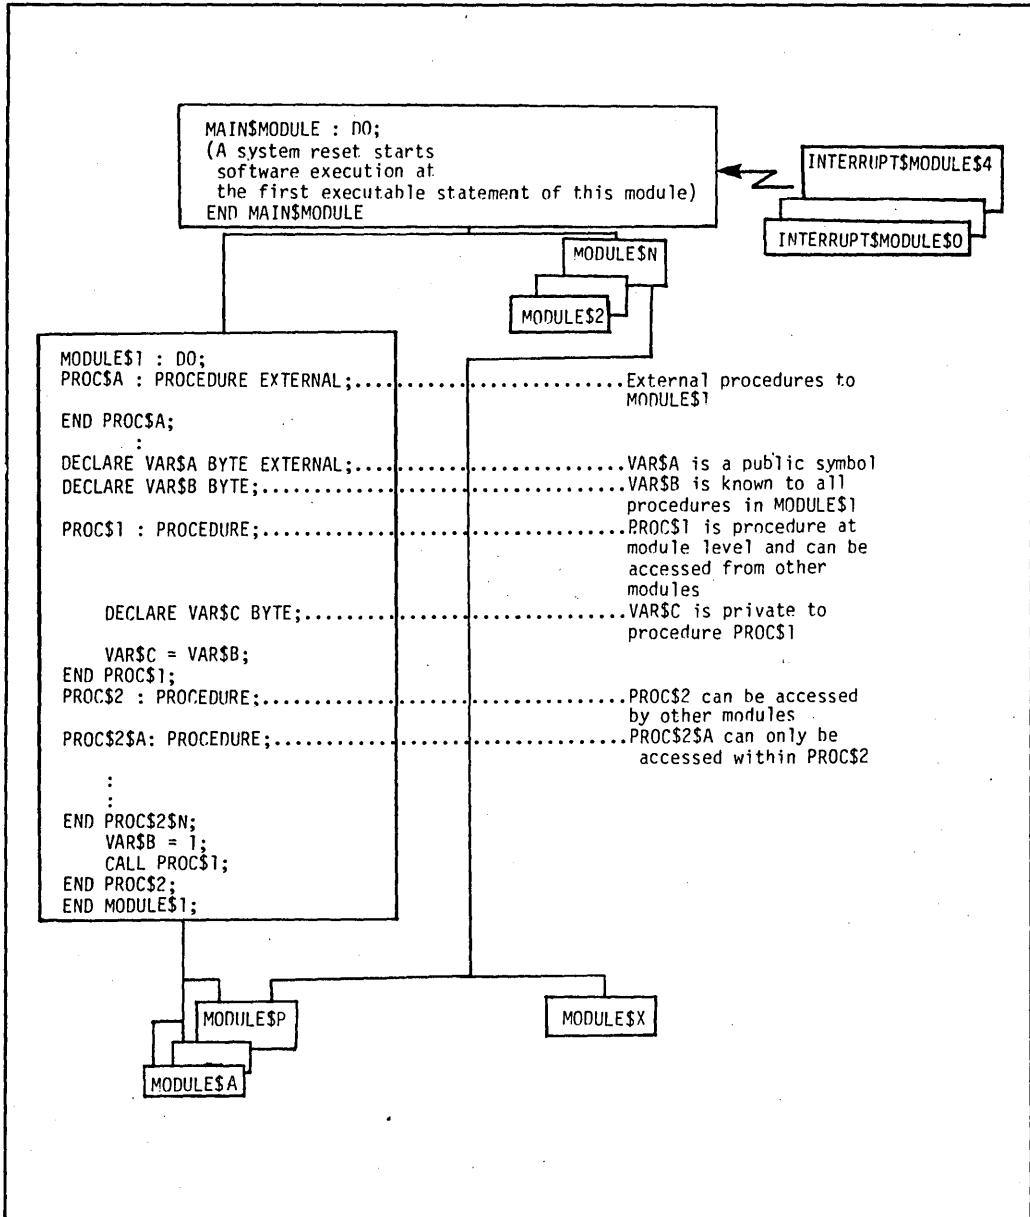 MAIN$MODULE : DO;
(A system reset starts
software execution at
the first executable statement of this module)
END MAIN$MODULE
INTERRUPT$MODULE$4
INTERRUPT$MODULE$0
MODULE$N
MODULE$2
MODULE$1 : DO;
PROC$A : PROCEDURE EXTERNAL;..........................External procedures to
MODULE$1
END PROC$A;
:
DECLARE VAR$A BYTE EXTERNAL;..........................VAR$A is a public symbol
DECLARE VAR$B BYTE;...................................VAR$B is known to all
procedures in MODULE$1
PROC$1 : PROCEDURE;...................................PROC$1 is procedure at
module level and can be
accessed from other
modules
DECLARE VAR$C BYTE;...............................VAR$C is private to
procedure PROC$1
VAR$C = VAR$B;
END PROC$1;
PROC$2 : PROCEDURE;...................................PROC$2 can be accessed
by other modules
PROC$2$A: PROCEDURE;..................................PROC$2$A can only be
accessed within PROC$2
:
:
END PROC$2$N;
VAR$B = 1;
CALL PROC$1;
END PROC$2;
END MODULE$1;
MODULE$P
MODULE$X
MODULE$A